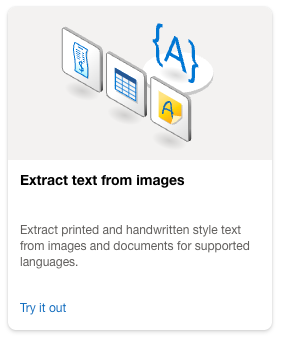 {A}
A
Extract text from images
Extract printed and handwritten style text
from images and documents for supported
languages.
Try it out